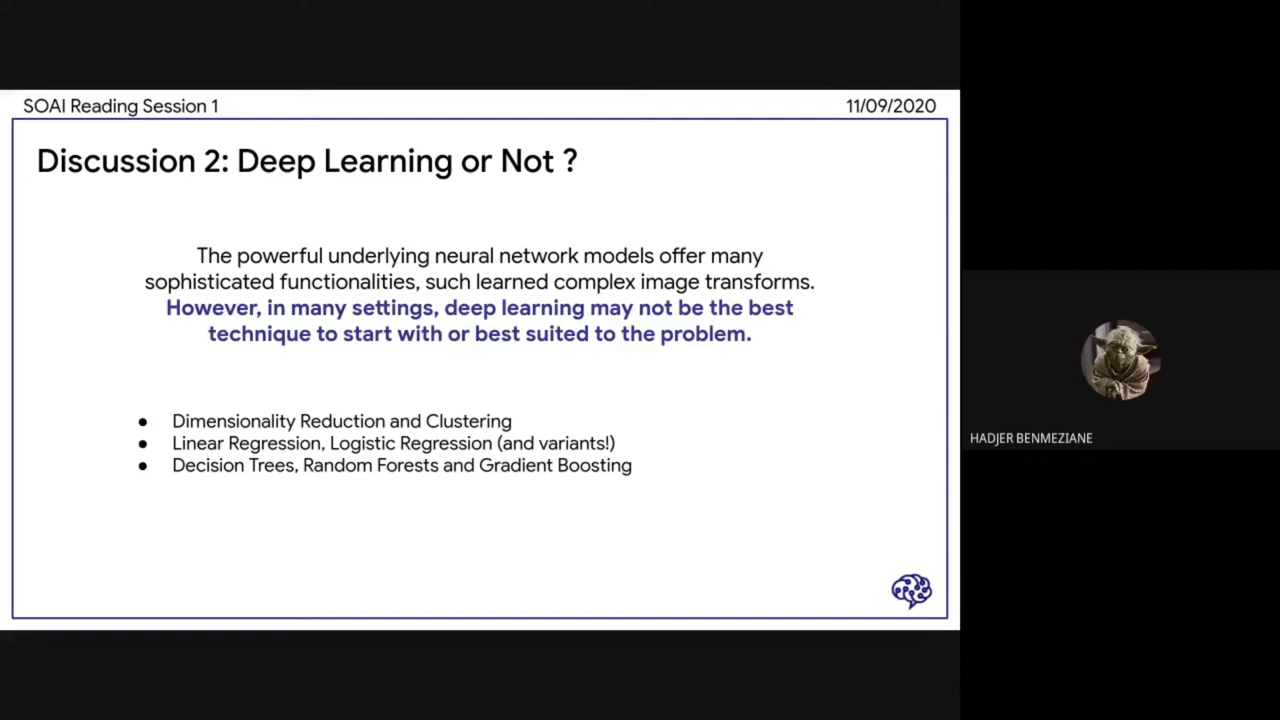 SOAI Reading Session 1
11/09/2020
Discussion 2: Deep Learning or Not ?
The powerful underlying neural network models offer many
sophisticated functionalities, such learned complex image transforms.
However, in many settings, deep learning may not be the best
technique to start with or best suited to the problem.
● Dimensionality Reduction and Clustering
● Linear Regression, Logistic Regression (and variants!)
● Decision Trees, Random Forests and Gradient Boosting
HADJER BENMEZIANE